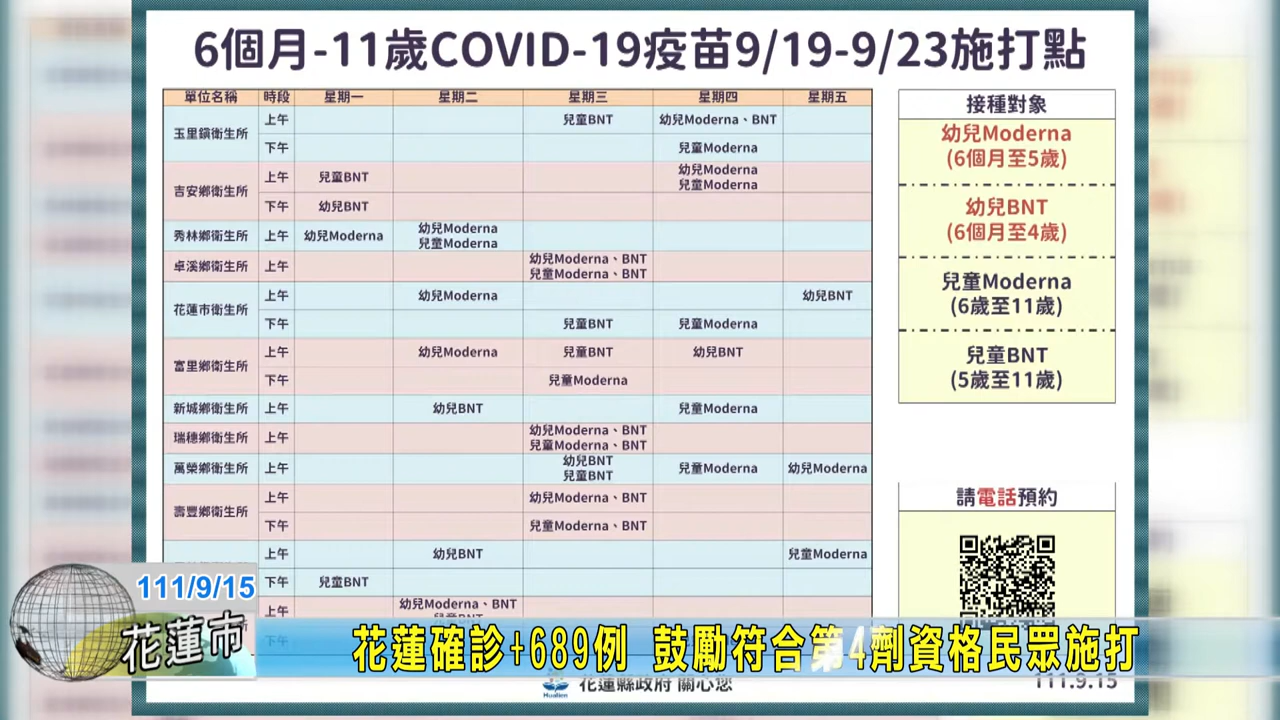 6個月-11歲COVID-19疫苗9/19-9/23施打點
單位名稱 時段 星期一 星期二 星期三 星期四 星期五
玉里鎮衛生所 上午 兒童BNT 幼兒Moderna、BNT
下午 兒童Moderna
吉安鄉衛生所 上午 兒童BNT 幼兒Moderna
兒童Moderna
下午 幼兒BNT
秀林鄉衛生所 上午 幼兒Moderna 幼兒Moderna
兒童Moderna
卓溪鄉衛生所 上午 幼兒Moderna、BNT
兒童Moderna、BNT
花蓮市衛生所 上午 幼兒Moderna 幼兒BNT
下午 兒童BNT 兒童Moderna
富里鄉衛生所 上午 幼兒Moderna 兒童BNT 幼兒BNT
下午 兒童Moderna
新城鄉衛生所 上午 幼兒BNT 兒童Moderna
瑞穗鄉衛生所 上午 幼兒Moderna、BNT
兒童Moderna、BNT
萬榮鄉衛生所 上午 幼兒BNT
兒童BNT 兒童Moderna 幼兒Moderna
壽豐鄉衛生所 上午 幼兒Moderna、BNT
下午 兒童Moderna、BNT
上午 幼兒BNT 兒童Moderna
下午 兒童BNT
上午 幼兒Moderna、BNT
接種對象
幼兒Moderna
(6個月至5歲)
幼兒BNT
(6個月至4歲)
兒童Moderna
(6歲至11歲)
兒童BNT
(5歲至11歲)
請電話預約
111/9/15
花蓮市
花蓮確診+689例 鼓勵符合第4劑資格民眾施打
Hualien
花蓮縣政府 關心您
111.9.15